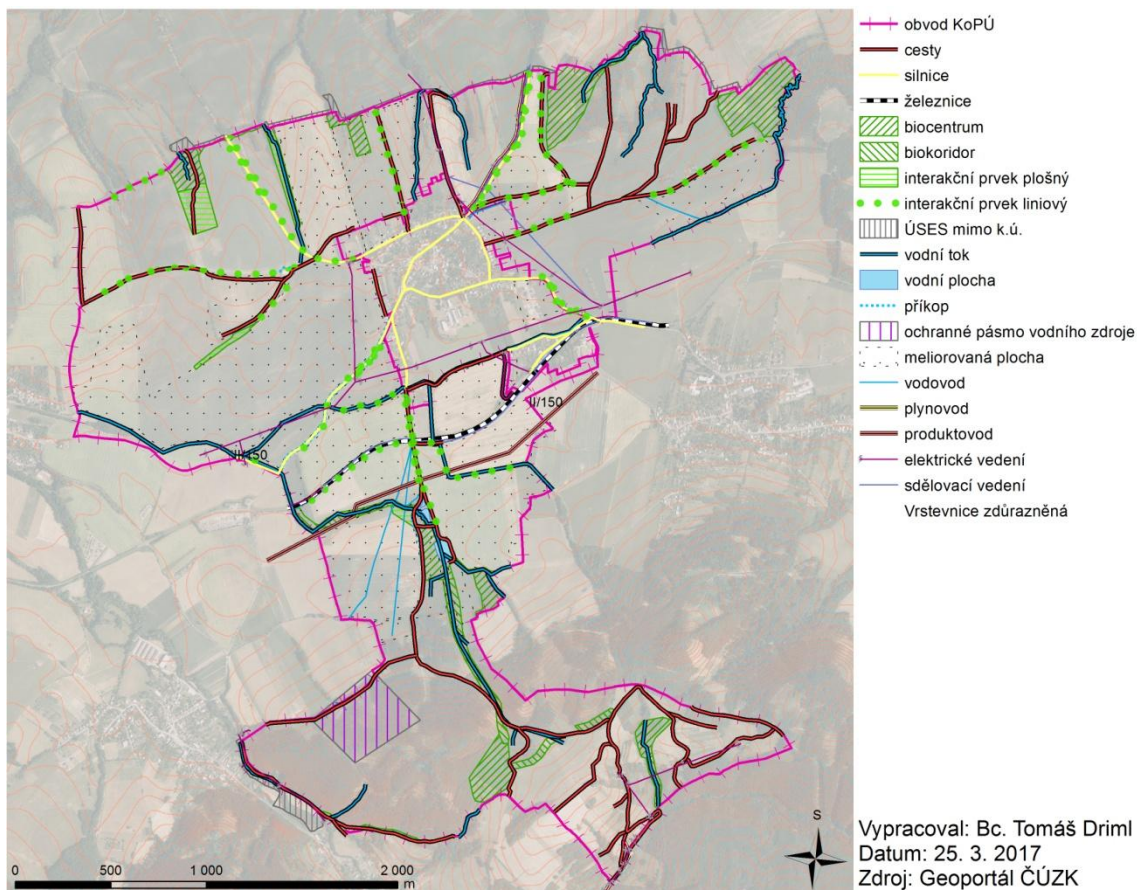 obvod KoPÚ
cesty
silnice
železnice
biocentrum
biokoridor
interakční prvek plošný
interakční prvek liniový
ÚSES mimo k.ú.
vodní tok
vodní plocha
příkop
ochranné pásmo vodního zdroje
meliorovaná plocha
vodovod
plynovod
produktovod
elektrické vedení
sdělovací vedení
Vrstevnice zdůrazněná
II/150
II/150
S
0 500 1 000 2 000
m
Vypracoval: Bc. Tomáš Driml
Datum: 25. 3. 2017
Zdroj: Geoportál ČÚZK